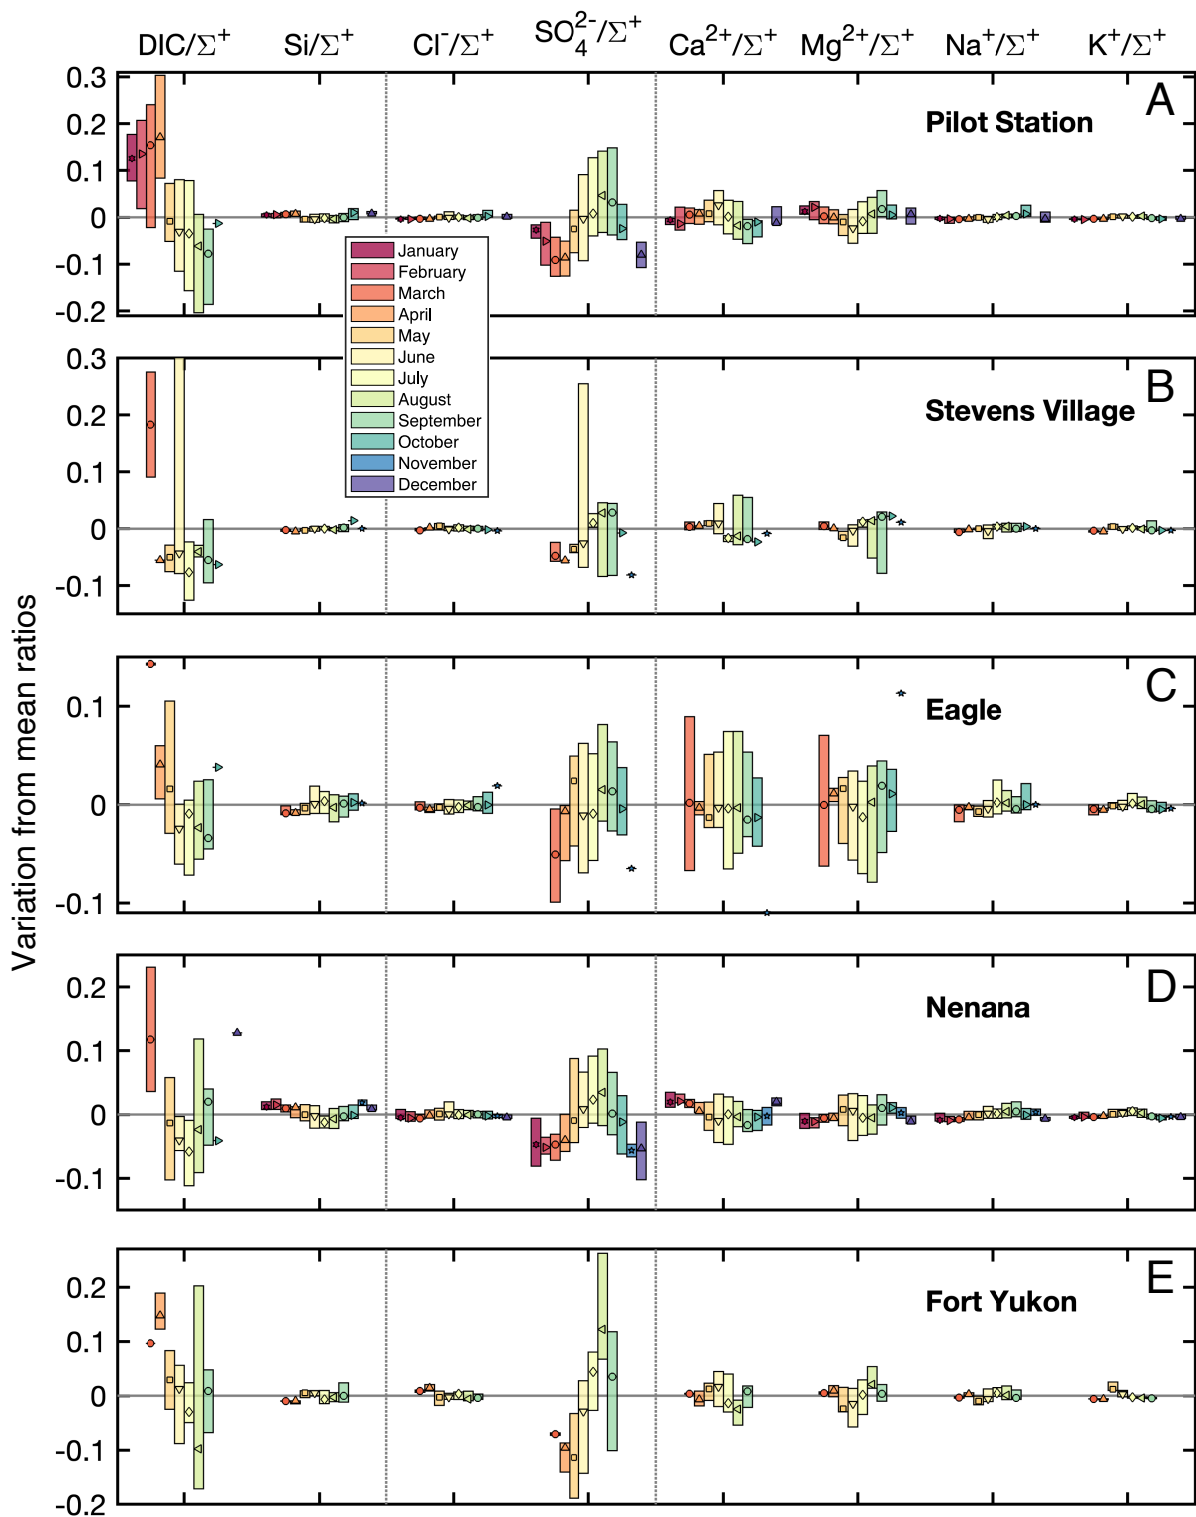 DIC/Σ+ Si/Σ+ Cl-/Σ+ SO4 2-/Σ+ Ca2+/Σ+ Mg2+/Σ+ Na+/Σ+ K+/Σ+
A
Pilot Station
0.3
0.2
0.1
0
-0.1
-0.2
January
February
March
April
May
June
July
August
September
October
November
December
B
Stevens Village
0.3
0.2
0.1
0
-0.1
Variation from mean ratios
C
Eagle
0.1
0
-0.1
D
Nenana
0.2
0.1
0
-0.1
E
Fort Yukon
0.2
0.1
0
-0.1
-0.2